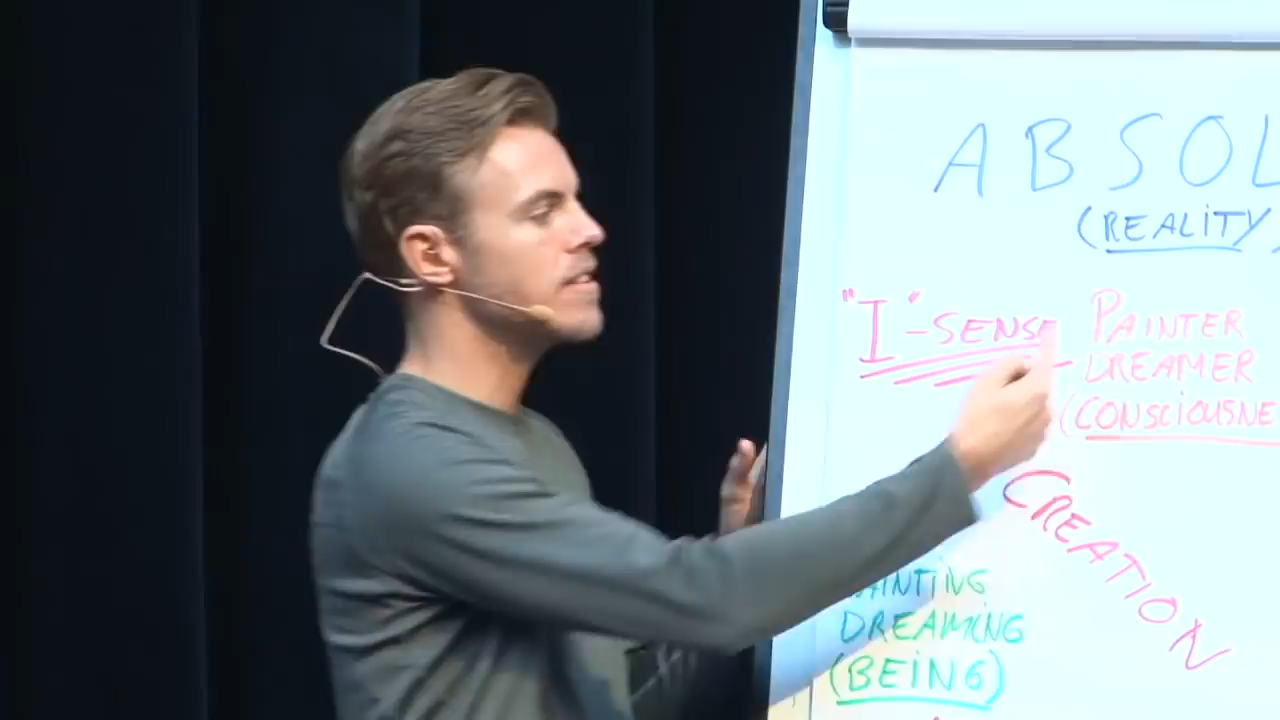 ABSOL
(REALITY
"I"-SENSE PAINTER
DREAMER
(CONSCIOUSNE
CREATION
DREAMING
(BEING)